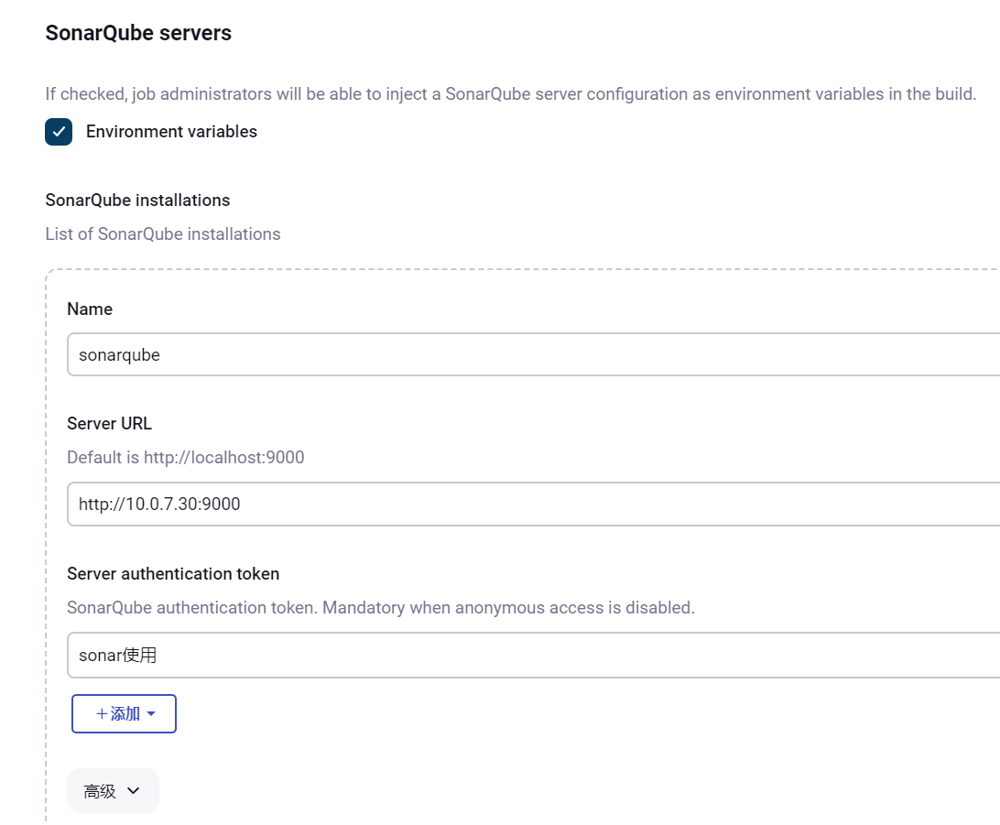 SonarQube servers
If checked, job administrators will be able to inject a SonarQube server configuration as environment variables in the build.
Environment variables
SonarQube installations
List of SonarQube installations
Name
sonarqube
Server URL
Default is http://localhost:9000
http://10.0.7.30:9000
Server authentication token
SonarQube authentication token. Mandatory when anonymous access is disabled.
sonar使用
+添加
高级